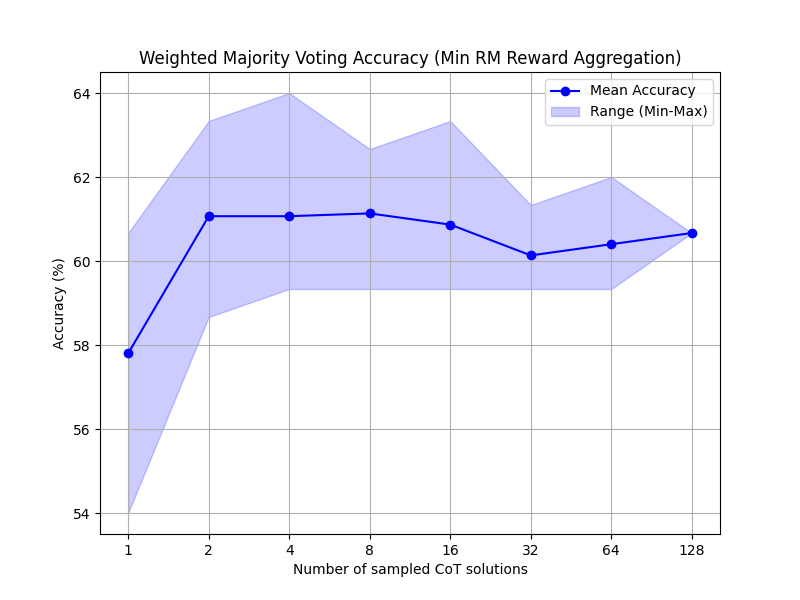 Weighted Majority Voting Accuracy (Min RM Reward Aggregation)
Mean Accuracy
Range (Min-Max)
Accuracy (%)
64
62
60
58
56
54
1 2 4 8 16 32 64 128
Number of sampled CoT solutions